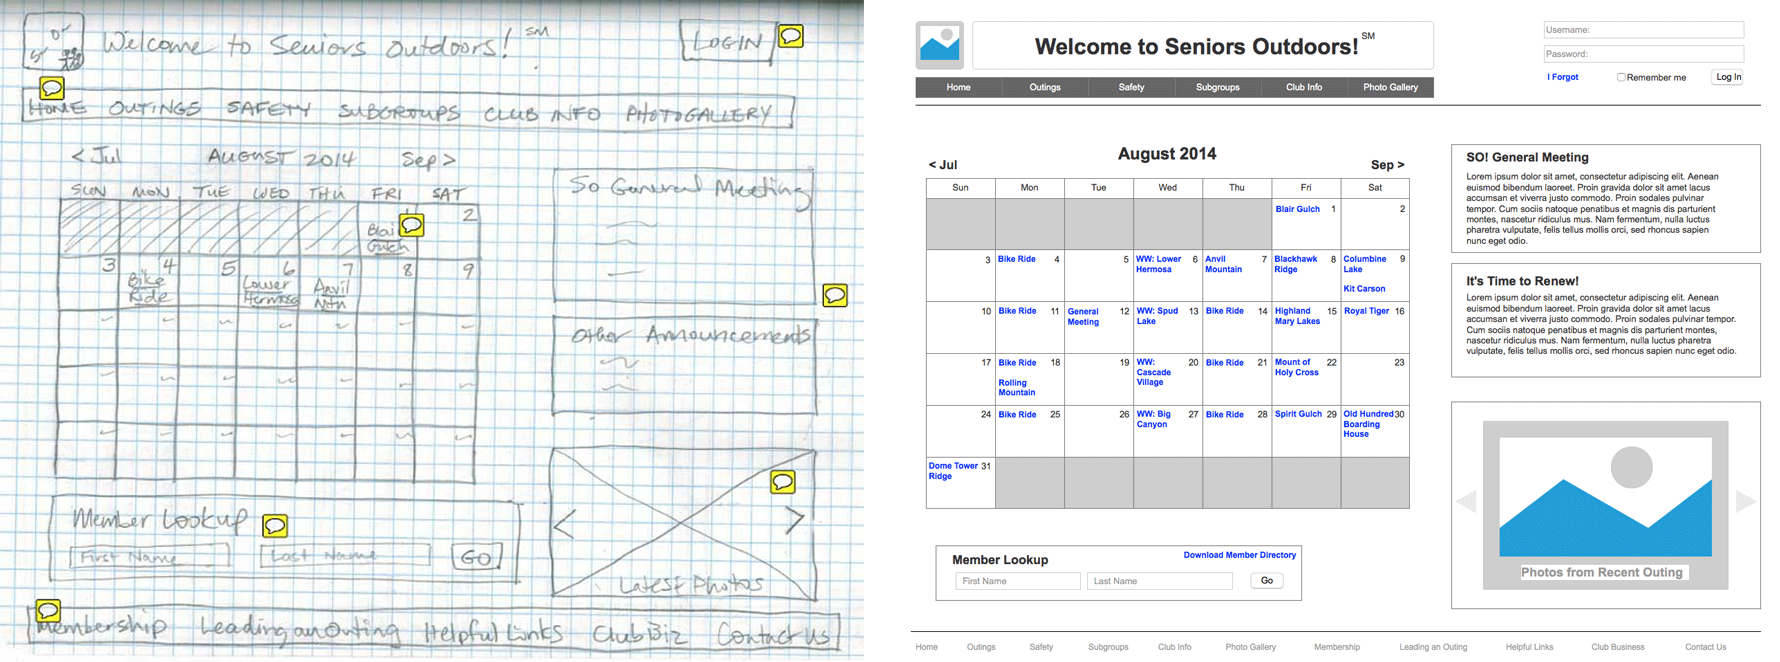 Welcome to Seniors Outdoors! SM
LOGIN
HOME OUTINGS SAFETY SUBGROUPS CLUB INFO PHOTOGALLERY
< Jul AUGUST 2014 Sep >
SUN MON TUE WED THU FRI SAT
2
Blai
Gulch
3 4 5 6 7 8 9
Bike Ride
Lower Hermosa
Anvil Mtn
So General Meeting
Other Announcements
Member Lookup
First Name Last Name GO
< >
Latest Photos
Membership Leading an Outing Helpful Links Club Biz Contact Us
Welcome to Seniors Outdoors! SM
Username:
Password:
I Forgot Remember me Log In
Home Outings Safety Subgroups Club Info Photo Gallery
August 2014
< Jul Sep >
Sun Mon Tue Wed Thu Fri Sat
Blair Gulch 1 2
3 Bike Ride 4 5 WW: Lower Hermosa 6 Anvil Mountain 7 Blackhawk Ridge 8 Columbine Lake 9
Kit Carson
10 Bike Ride 11 General Meeting 12 WW: Spud Lake 13 Bike Ride 14 Highland Mary Lakes 15 Royal Tiger 16
17 Bike Ride 18 19 WW: Cascade Village 20 Bike Ride 21 Mount of Holy Cross 22 23
Rolling Mountain
24 Bike Ride 25 26 WW: Big Canyon 27 Bike Ride 28 Spirit Gulch 29 Old Hundred Boarding House 30
Dome Tower Ridge 31
SO! General Meeting
Lorem ipsum dolor sit amet, consectetur adipiscing elit. Aenean
euismod bibendum laoreet. Proin gravida dolor sit amet lacus
accumsan et viverra justo commodo. Proin sodales pulvinar
tempor. Cum sociis natoque penatibus et magnis dis parturient
montes, nascetur ridiculus mus. Nam fermentum, nulla luctus
pharetra vulputate, felis tellus mollis orci, sed rhoncus sapien
nunc eget odio.
It's Time to Renew!
Lorem ipsum dolor sit amet, consectetur adipiscing elit. Aenean
euismod bibendum laoreet. Proin gravida dolor sit amet lacus
accumsan et viverra justo commodo. Proin sodales pulvinar tempor.
Cum sociis natoque penatibus et magnis dis parturient montes,
nascetur ridiculus mus. Nam fermentum, nulla luctus pharetra
vulputate, felis tellus mollis orci, sed rhoncus sapien nunc eget odio.
Photos from Recent Outing
Member Lookup Download Member Directory
First Name Last Name Go
Home Outings Safety Subgroups Club Info Photo Gallery Membership Leading an Outing Helpful Links Club Business Contact Us